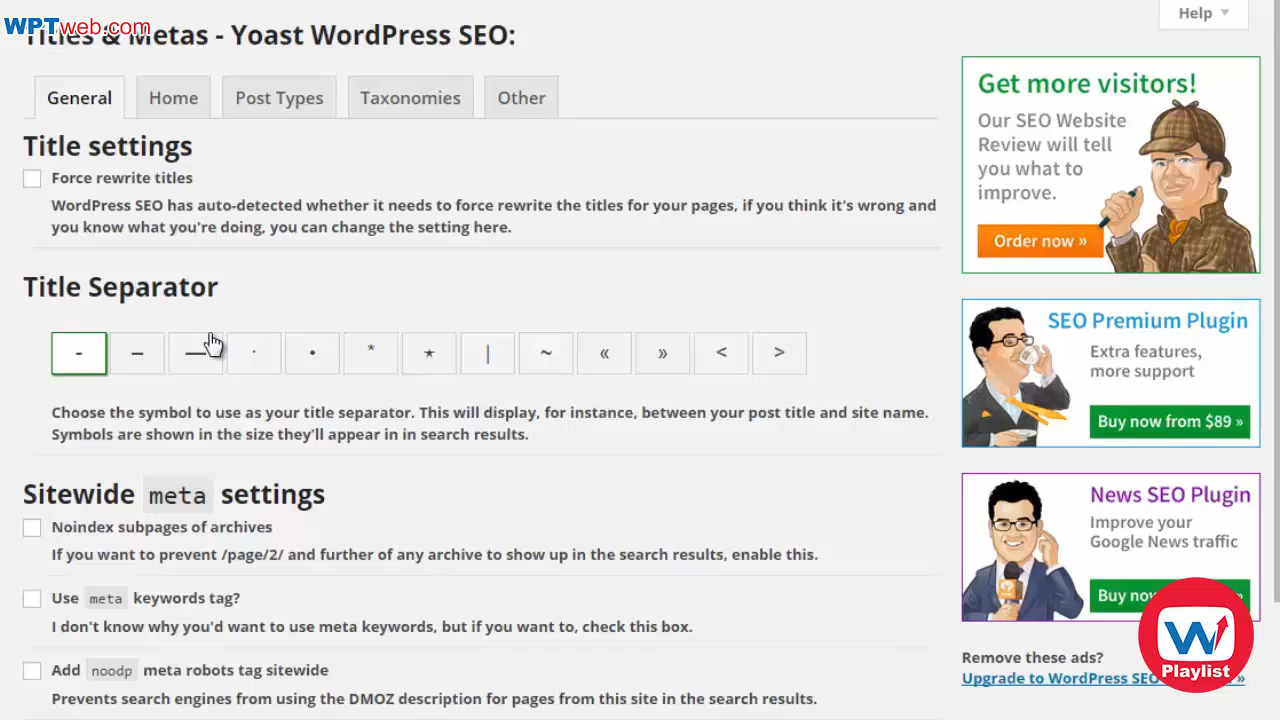 WPTweb.com
Titles & Metas - Yoast WordPress SEO:
Help
General
Home
Post Types
Taxonomies
Other
Title settings
Force rewrite titles
WordPress SEO has auto-detected whether it needs to force rewrite the titles for your pages, if you think it's wrong and
you know what you're doing, you can change the setting here.
Title Separator
- – — · • * ⋆ | ~ « » < >
Choose the symbol to use as your title separator. This will display, for instance, between your post title and site name.
Symbols are shown in the size they'll appear in in search results.
Sitewide meta settings
Noindex subpages of archives
If you want to prevent /page/2/ and further of any archive to show up in the search results, enable this.
Use meta keywords tag?
I don't know why you'd want to use meta keywords, but if you want to, check this box.
Add noodp meta robots tag sitewide
Prevents search engines from using the DMOZ description for pages from this site in the search results.
Get more visitors!
Our SEO Website
Review will tell
you what to
improve.
Order now »
SEO Premium Plugin
Extra features,
more support
Buy now from $89 »
News SEO Plugin
Improve your
Google News traffic
Buy »
Remove these ads?
Upgrade to WordPress SEO »
W
Playlist